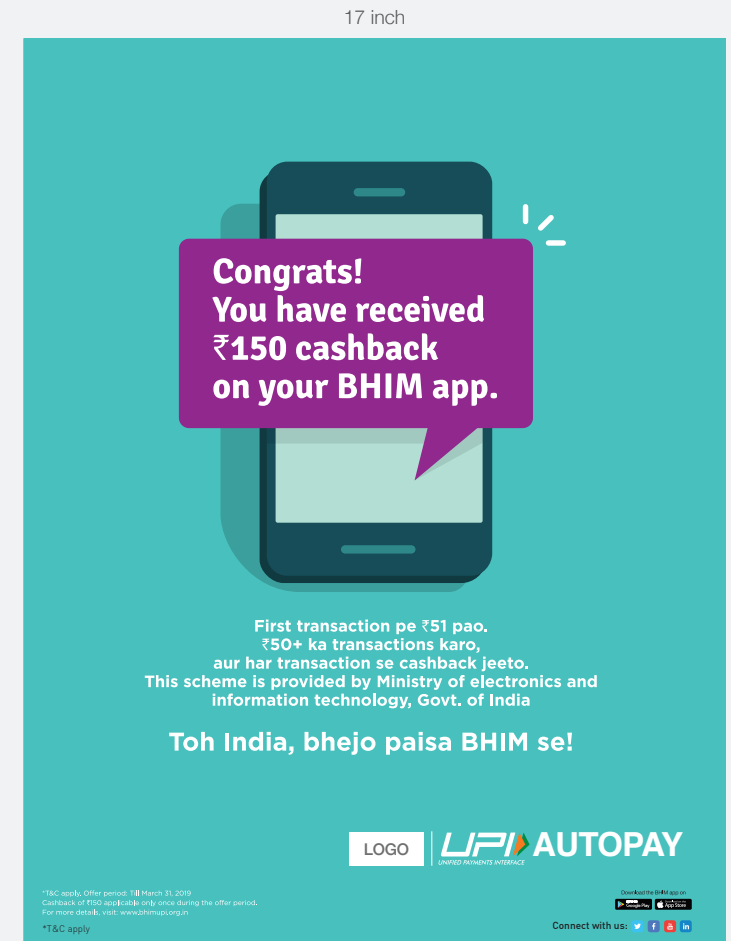 17 inch
Congrats!
You have received
₹150 cashback
on your BHIM app.
First transaction pe ₹51 pao.
₹50+ ka transactions karo,
aur har transaction se cashback jeeto.
This scheme is provided by Ministry of electronics and
information technology, Govt. of India
Toh India, bhejo paisa BHIM se!
LOGO
UPI AUTOPAY
UNIFIED PAYMENTS INTERFACE
*T&C apply, Offer period: Till March 31, 2019
Cashback of ₹150 applicable only once during the offer period.
For more details, visit: www.bhimupi.org.in
*T&C apply
Download the BHIM app on
Google Play
App Store
Connect with us: